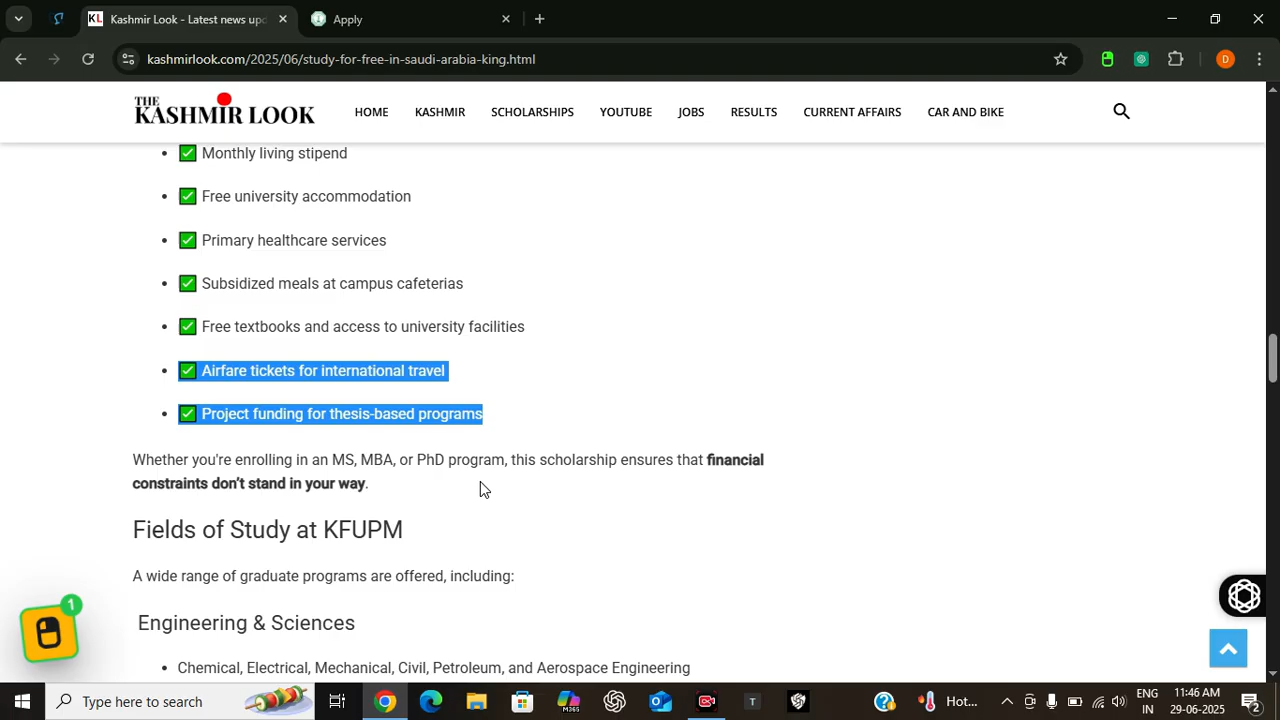 Kashmir Look - Latest news up
Apply
kashmirlook.com/2025/06/study-for-free-in-saudi-arabia-king.html
D
THE
KASHMIR LOOK
HOME
KASHMIR
SCHOLARSHIPS
YOUTUBE
JOBS
RESULTS
CURRENT AFFAIRS
CAR AND BIKE
• ✅ Monthly living stipend
• ✅ Free university accommodation
• ✅ Primary healthcare services
• ✅ Subsidized meals at campus cafeterias
• ✅ Free textbooks and access to university facilities
• ✅ Airfare tickets for international travel
• ✅ Project funding for thesis-based programs
Whether you're enrolling in an MS, MBA, or PhD program, this scholarship ensures that financial
constraints don’t stand in your way.
Fields of Study at KFUPM
A wide range of graduate programs are offered, including:
Engineering & Sciences
• Chemical, Electrical, Mechanical, Civil, Petroleum, and Aerospace Engineering
1
Type here to search
M365
T
Hot...
ENG
IN
11:46 AM
29-06-2025
2